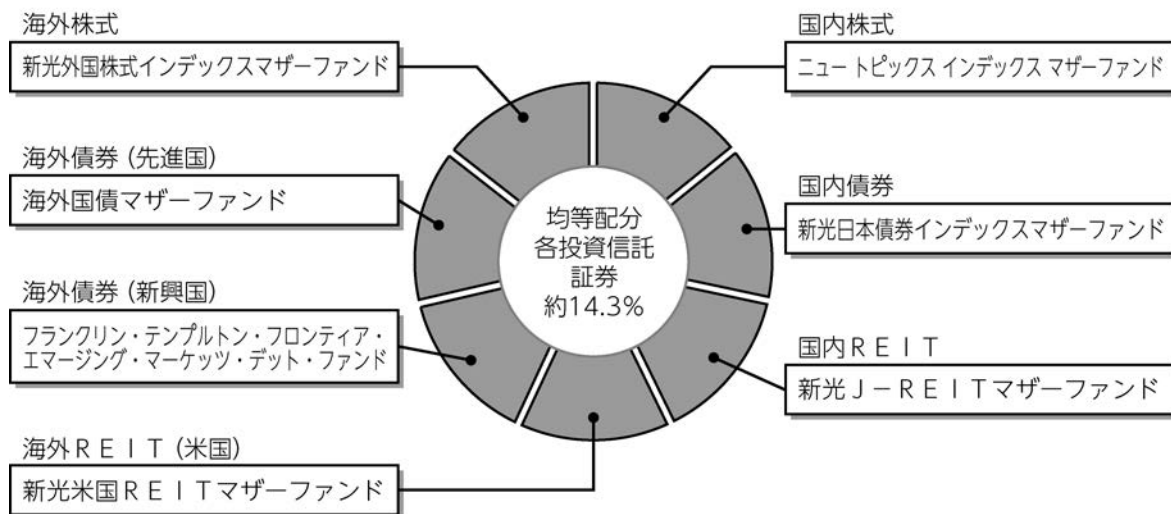 海外株式
新光外国株式インデックスマザーファンド
海外債券 (先進国)
海外国債マザーファンド
海外債券 (新興国)
フランクリン・テンプルトン・フロンティア・
エマージング・マーケッツ・デット・ファンド
海外ＲＥＩＴ (米国)
新光米国ＲＥＩＴマザーファンド
均等配分
各投資信託
証券
約14.3%
国内株式
ニュー トピックス インデックス マザーファンド
国内債券
新光日本債券インデックスマザーファンド
国内ＲＥＩＴ
新光Ｊ－ＲＥＩＴマザーファンド